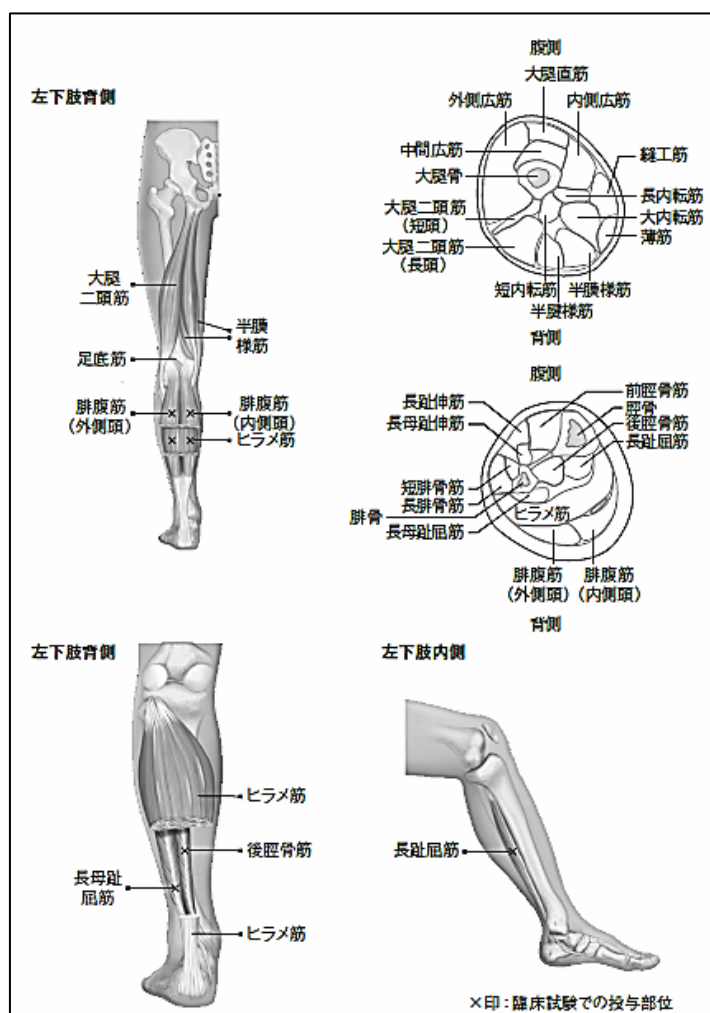 左下肢背側
大腿
二頭筋
半膜
様筋
足底筋
腓腹筋
(外側頭)
腓腹筋
(内側頭)
ヒラメ筋
腹側
大腿直筋
外側広筋
内側広筋
中間広筋
縫工筋
大腿骨
長内転筋
大腿二頭筋
(短頭)
大内転筋
薄筋
大腿二頭筋
(長頭)
短内転筋
半膜様筋
半腱様筋
背側
腹側
前脛骨筋
長趾伸筋
脛骨
長母趾伸筋
後脛骨筋
長趾屈筋
短腓骨筋
長腓骨筋
腓骨
ヒラメ筋
長母趾屈筋
腓腹筋
(外側頭)
腓腹筋
(内側頭)
背側
左下肢背側
ヒラメ筋
後脛骨筋
長母趾
屈筋
ヒラメ筋
左下肢内側
長趾屈筋
×印：臨床試験での投与部位